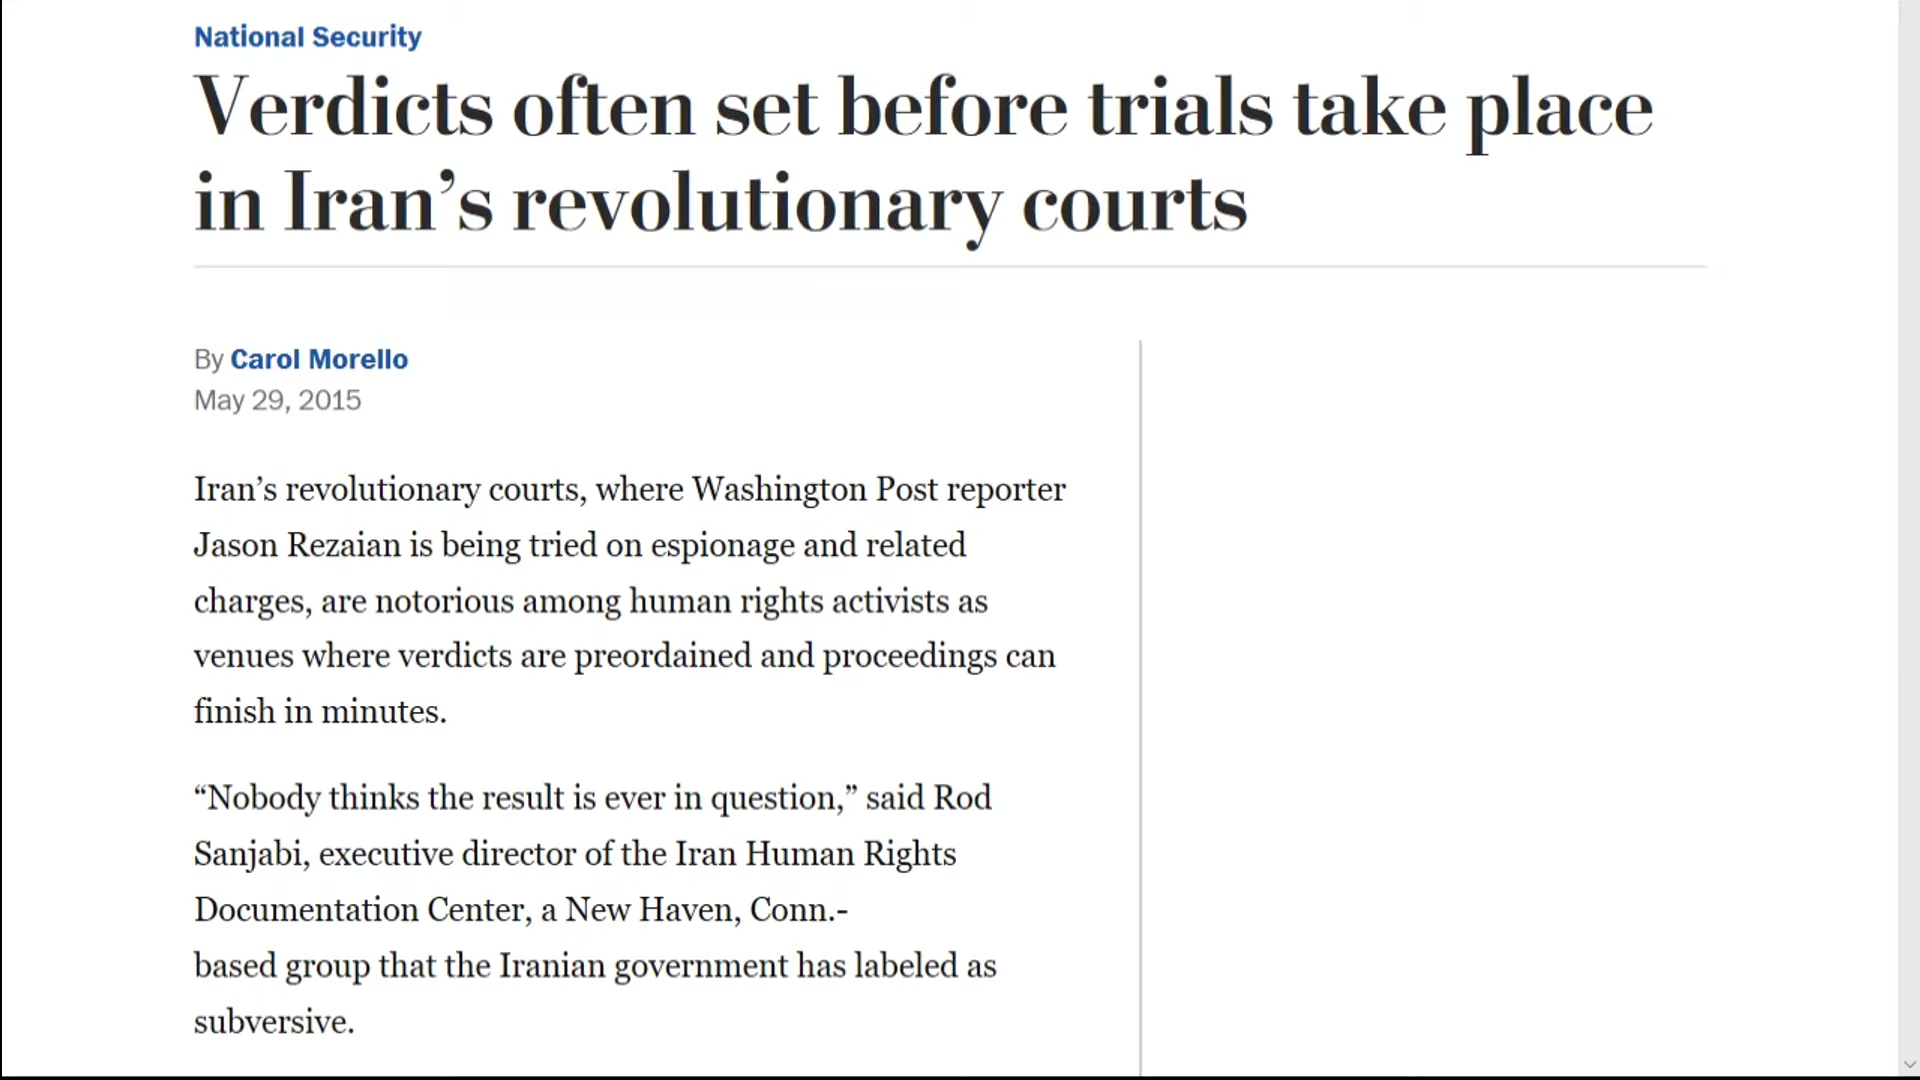 National Security
Verdicts often set before trials take place
in Iran’s revolutionary courts
By Carol Morello
May 29, 2015
Iran’s revolutionary courts, where Washington Post reporter
Jason Rezaian is being tried on espionage and related
charges, are notorious among human rights activists as
venues where verdicts are preordained and proceedings can
finish in minutes.
“Nobody thinks the result is ever in question,” said Rod
Sanjabi, executive director of the Iran Human Rights
Documentation Center, a New Haven, Conn.-
based group that the Iranian government has labeled as
subversive.